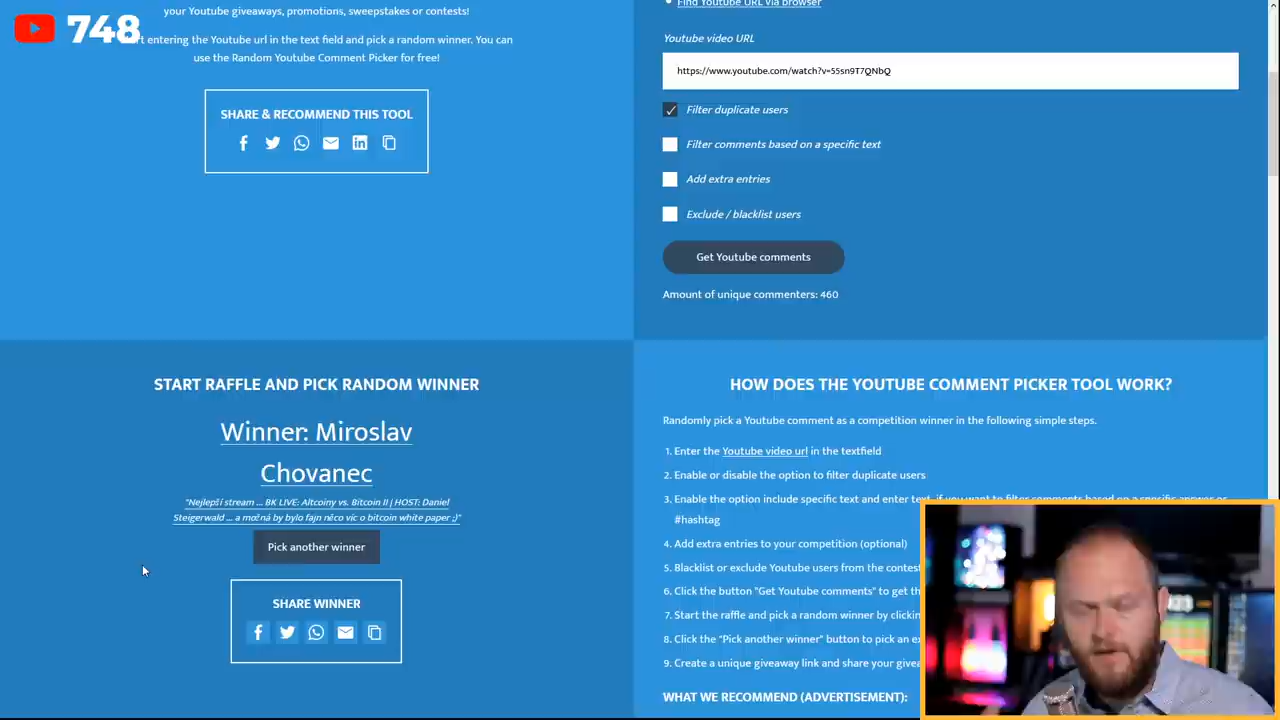 748
your Youtube giveaways, promotions, sweepstakes or contests!
rt entering the Youtube url in the text field and pick a random winner. You can
use the Random Youtube Comment Picker for free!
SHARE & RECOMMEND THIS TOOL
Find Youtube URL via browser
Youtube video URL
https://www.youtube.com/watch?v=55sn9T7QNbQ
Filter duplicate users
Filter comments based on a specific text
Add extra entries
Exclude / blacklist users
Get Youtube comments
Amount of unique commenters: 460
START RAFFLE AND PICK RANDOM WINNER
Winner: Miroslav
Chovanec
"Nejlepší stream ... BK LIVE: Altcoiny vs. Bitcoin II | HOST: Daniel
Steigerwald ... a možná by bylo fajn něco víc o bitcoin white paper ;)"
Pick another winner
SHARE WINNER
HOW DOES THE YOUTUBE COMMENT PICKER TOOL WORK?
Randomly pick a Youtube comment as a competition winner in the following simple steps.
1. Enter the Youtube video url in the textfield
2. Enable or disable the option to filter duplicate users
3. Enable the option include specific text and enter text, if you want to filter comments based on a specific answer or
#hashtag
4. Add extra entries to your competition (optional)
5. Blacklist or exclude Youtube users from the contest
6. Click the button "Get Youtube comments" to get th
7. Start the raffle and pick a random winner by clickin
8. Click the "Pick another winner" button to pick an ex
9. Create a unique giveaway link and share your givea
WHAT WE RECOMMEND (ADVERTISEMENT):